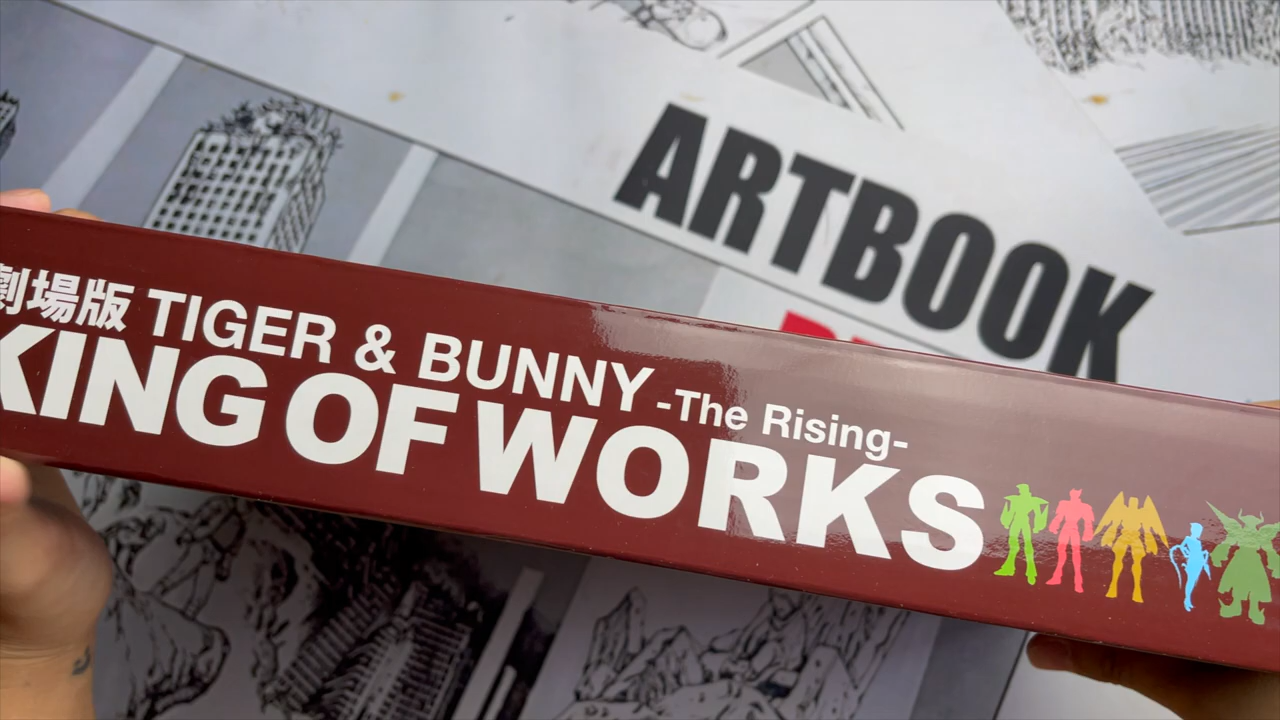 ARTBOOK
劇場版 TIGER & BUNNY -The Rising-
KING OF WORKS